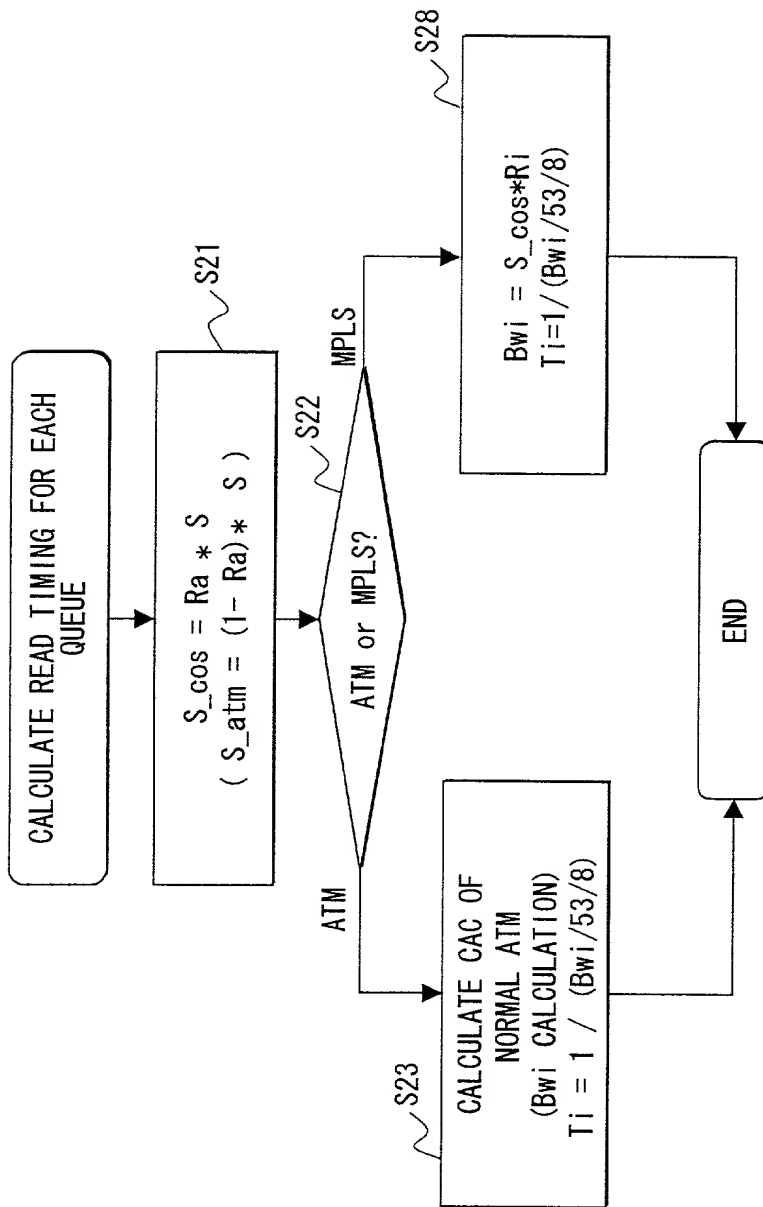 CALCULATE READ TIMING FOR EACH
QUEUE
S21
S_cos = Ra * S
( S_atm = (1- Ra)* S )
S22
ATM or MPLS?
ATM
MPLS
S23
CALCULATE CAC OF
NORMAL ATM
(Bwi CALCULATION)
Ti = 1 / (Bwi/53/8)
S28
Bwi = S_cos*Ri
Ti=1/(Bwi/53/8)
END